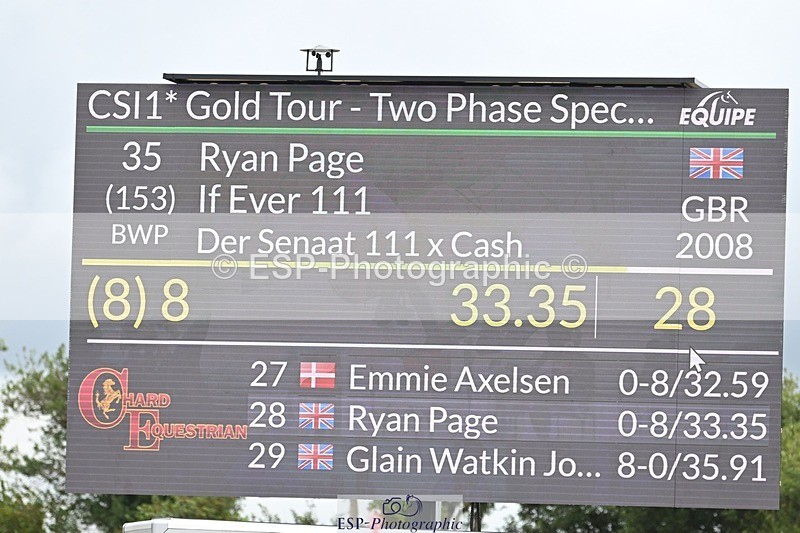 CSI1* Gold Tour - Two Phase Spec... EQUIPE
35 Ryan Page
(153) If Ever 111 GBR
BWP Der Senaat 111 x Cash 2008
© ESP-Photographic ©
(8) 8 33.35 28
27 Emmie Axelsen 0-8/32.59
CHARD EQUESTRIAN
28 Ryan Page 0-8/33.35
29 Glain Watkin Jo... 8-0/35.91
ESP-Photographic